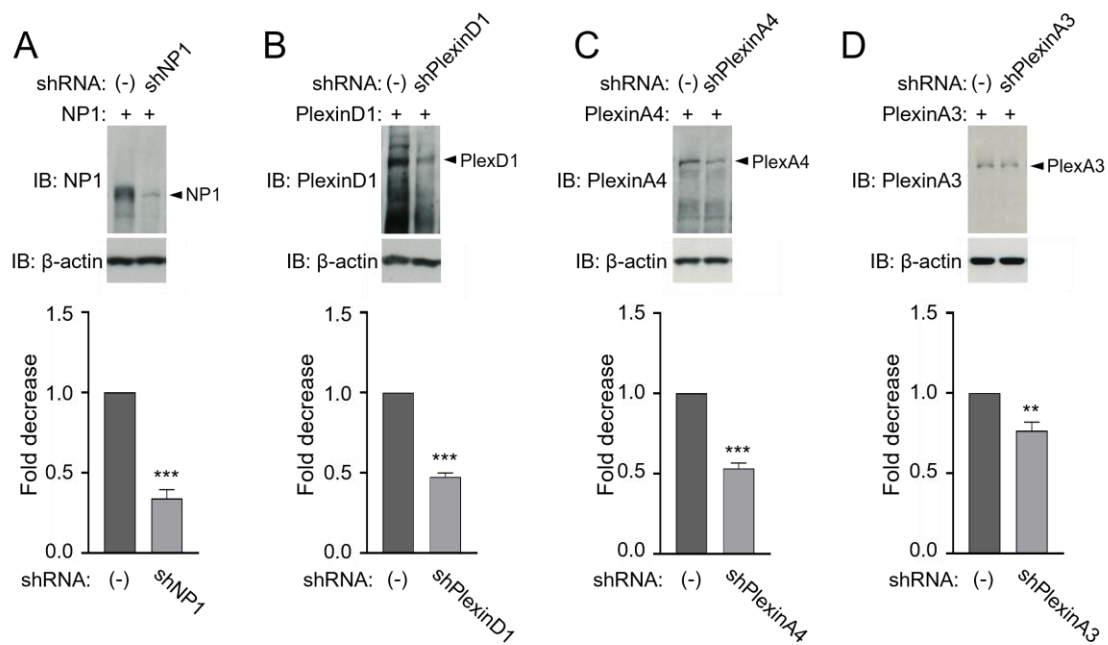 A
shRNA: (-) shNP1
NP1: + +
IB: NP1
NP1
IB: β-actin
Fold decrease
1.5
1.0
0.5
0.0
***
shRNA: (-) shNP1
B
shRNA: (-) shPlexinD1
PlexinD1: + +
IB: PlexinD1
PlexD1
IB: β-actin
Fold decrease
1.5
1.0
0.5
0.0
***
shRNA: (-) shPlexinD1
C
shRNA: (-) shPlexinA4
PlexinA4: + +
IB: PlexinA4
PlexA4
IB: β-actin
Fold decrease
1.5
1.0
0.5
0.0
***
shRNA: (-) shPlexinA4
D
shRNA: (-) shPlexinA3
PlexinA3: + +
IB: PlexinA3
PlexA3
IB: β-actin
Fold decrease
1.5
1.0
0.5
0.0
**
shRNA: (-) shPlexinA3